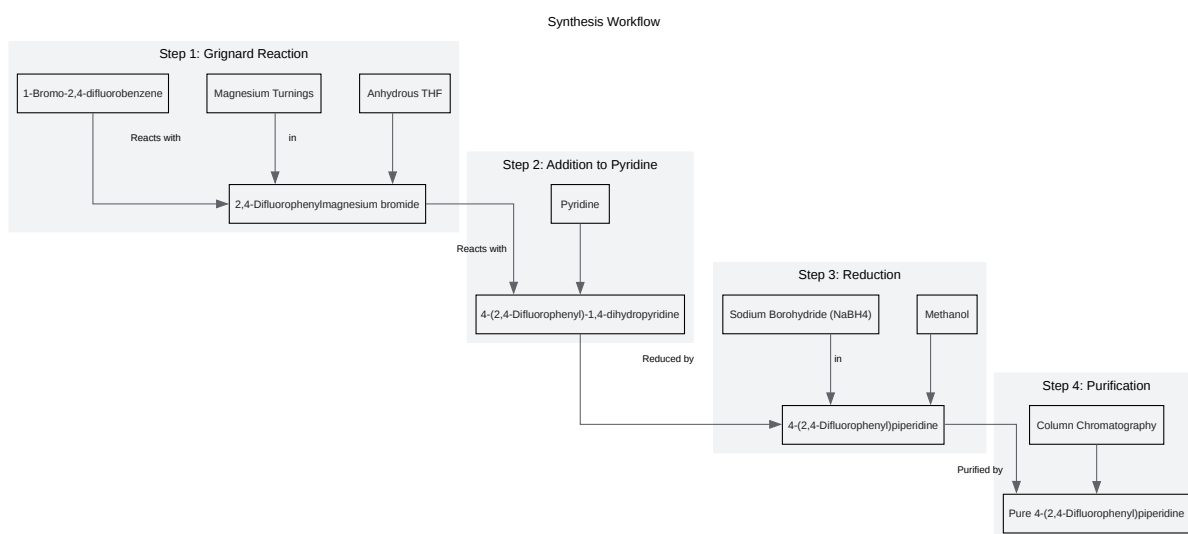 Synthesis Workflow
Step 1: Grignard Reaction
1-Bromo-2,4-difluorobenzene
Magnesium Turnings
Anhydrous THF
Reacts with
in
2,4-Difluorophenylmagnesium bromide
Step 2: Addition to Pyridine
Pyridine
Reacts with
4-(2,4-Difluorophenyl)-1,4-dihydropyridine
Step 3: Reduction
Sodium Borohydride (NaBH4)
Methanol
Reduced by
in
4-(2,4-Difluorophenyl)piperidine
Step 4: Purification
Column Chromatography
Purified by
Pure 4-(2,4-Difluorophenyl)piperidine